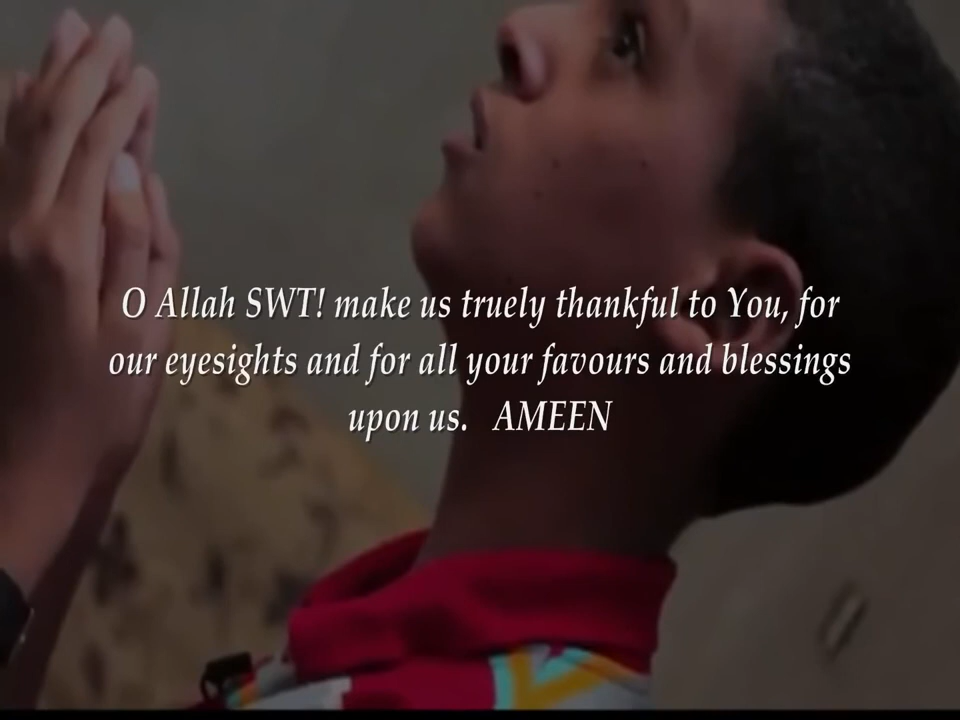 O Allah SWT! make us truely thankful to You, for
our eyesights and for all your favours and blessings
upon us. AMEEN